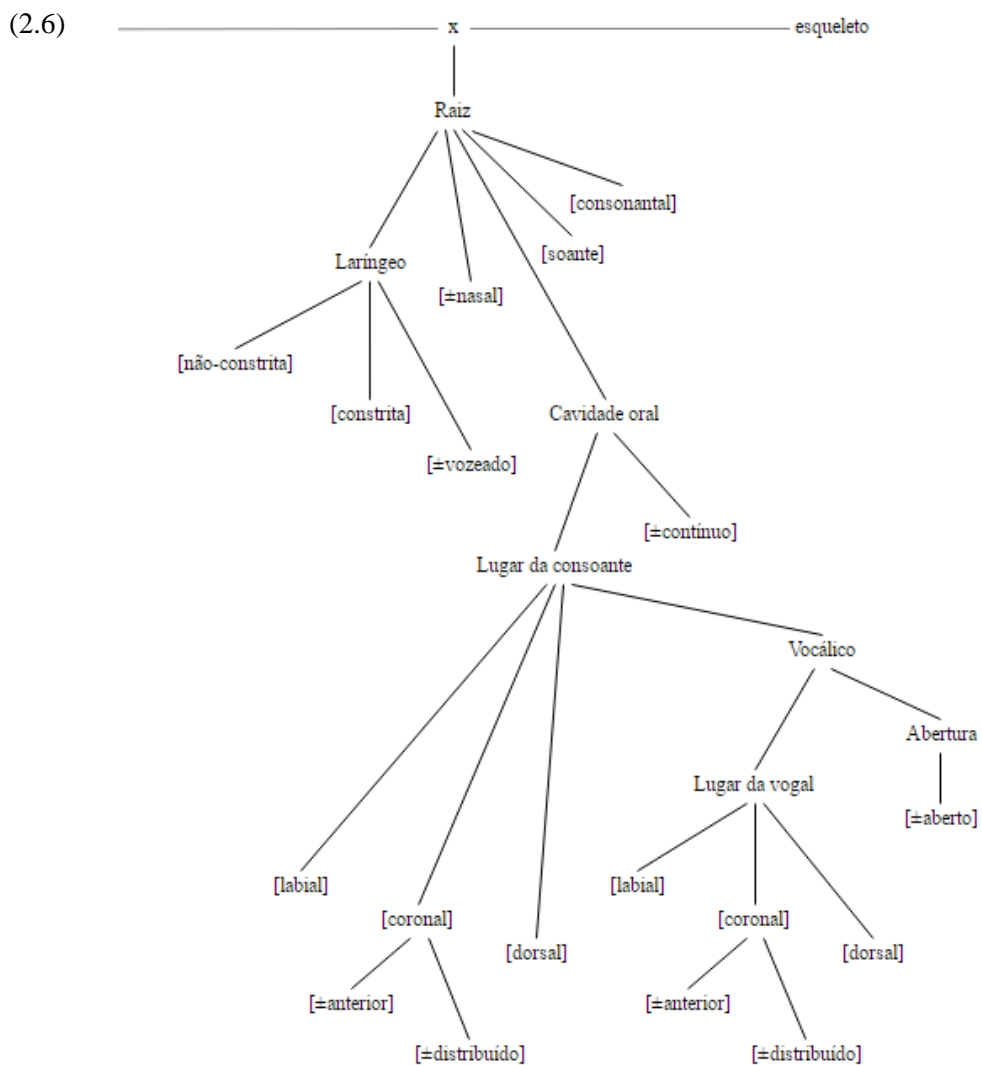 (2.6)
x
esqueleto
Raiz
[consonantal]
[soante]
Laríngeo
[±nasal]
[não-constrita]
[constrita]
Cavidade oral
[±vozeado]
[±contínuo]
Lugar da consoante
Vocálico
Abertura
Lugar da vogal
[±aberto]
[labial]
[labial]
[coronal]
[coronal]
[dorsal]
[dorsal]
[±anterior]
[±anterior]
[±distribuído]
[±distribuído]